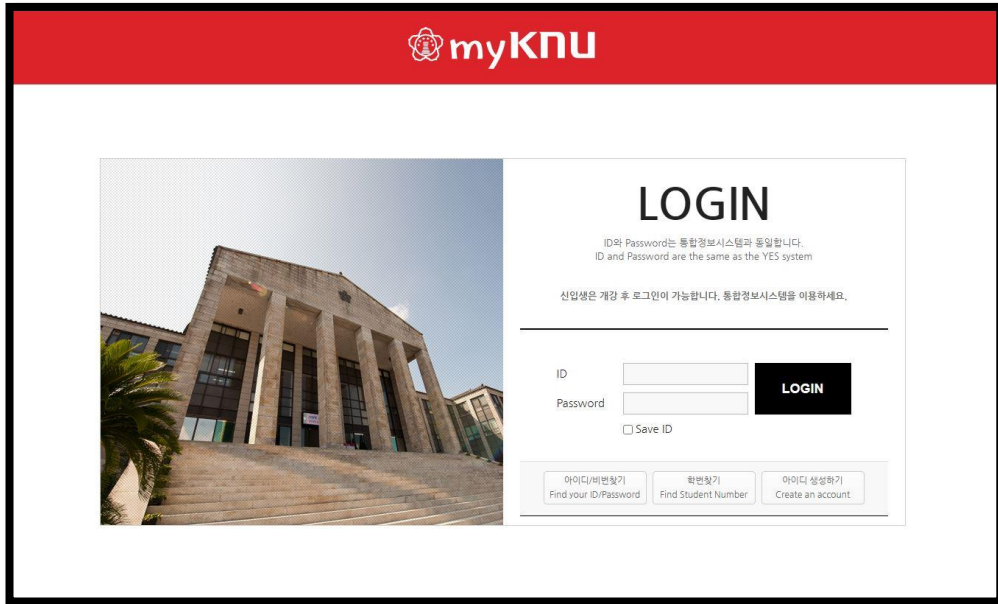 myKNU
LOGIN
ID와 Password는 통합정보시스템과 동일합니다.
ID and Password are the same as the YES system
신입생은 개강 후 로그인이 가능합니다. 통합정보시스템을 이용하세요.
ID
LOGIN
Password
Save ID
아이디/비번찾기
Find your ID/Password
학번찾기
Find Student Number
아이디 생성하기
Create an account